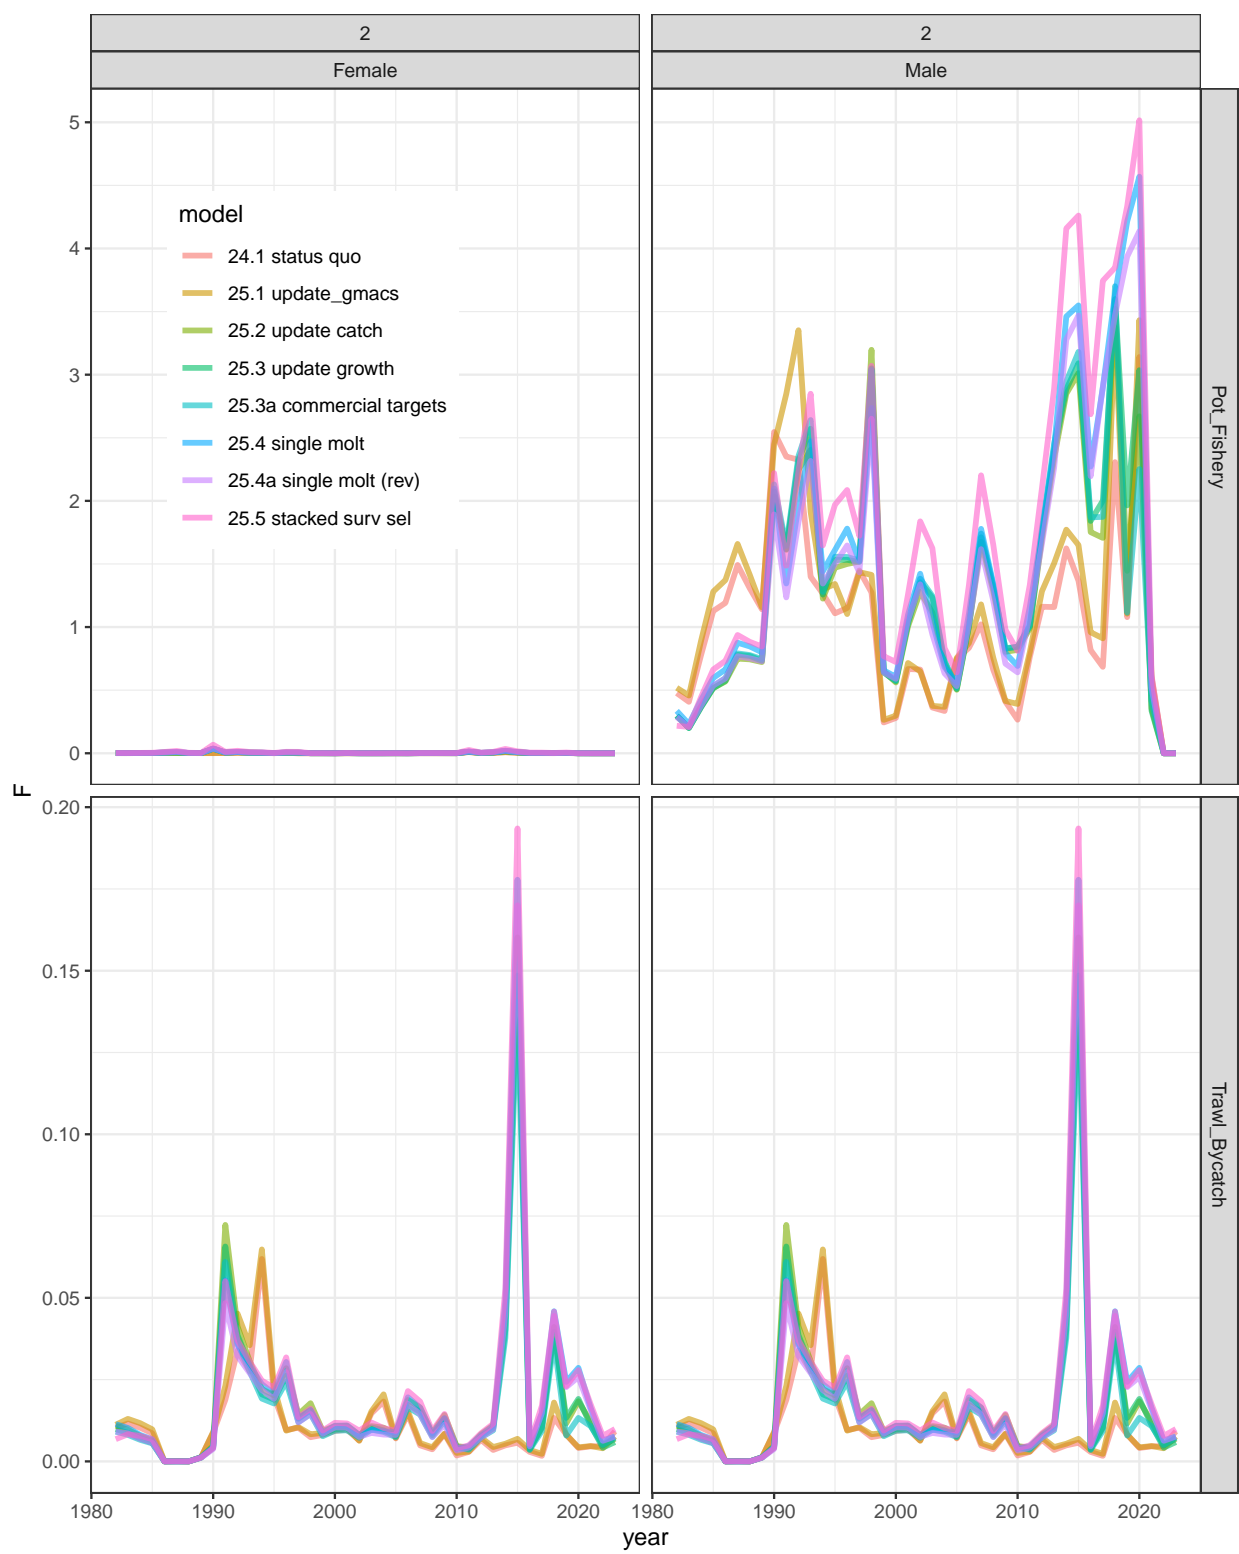 2
2
Female
Male
5
4
3
2
1
0
model
24.1 status quo
25.1 update_gmacs
25.2 update catch
25.3 update growth
25.3a commercial targets
25.4 single molt
25.4a single molt (rev)
25.5 stacked surv sel
Pot_Fishery
F
0.20
0.15
0.10
0.05
0.00
Trawl_Bycatch
1980 1990 2000 2010 2020
1980 1990 2000 2010 2020
year